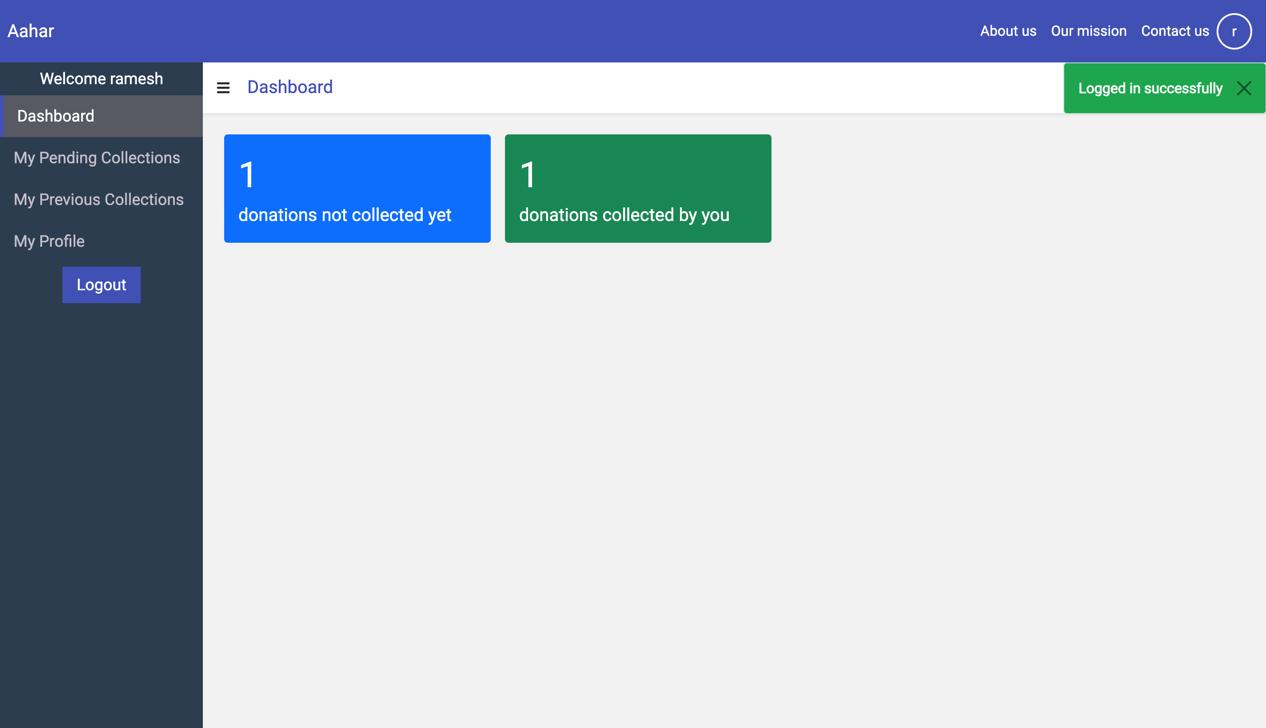 Aahar
About us Our mission Contact us r
Welcome ramesh
Dashboard
My Pending Collections
My Previous Collections
My Profile
Logout
Dashboard
Logged in successfully
1
donations not collected yet
1
donations collected by you